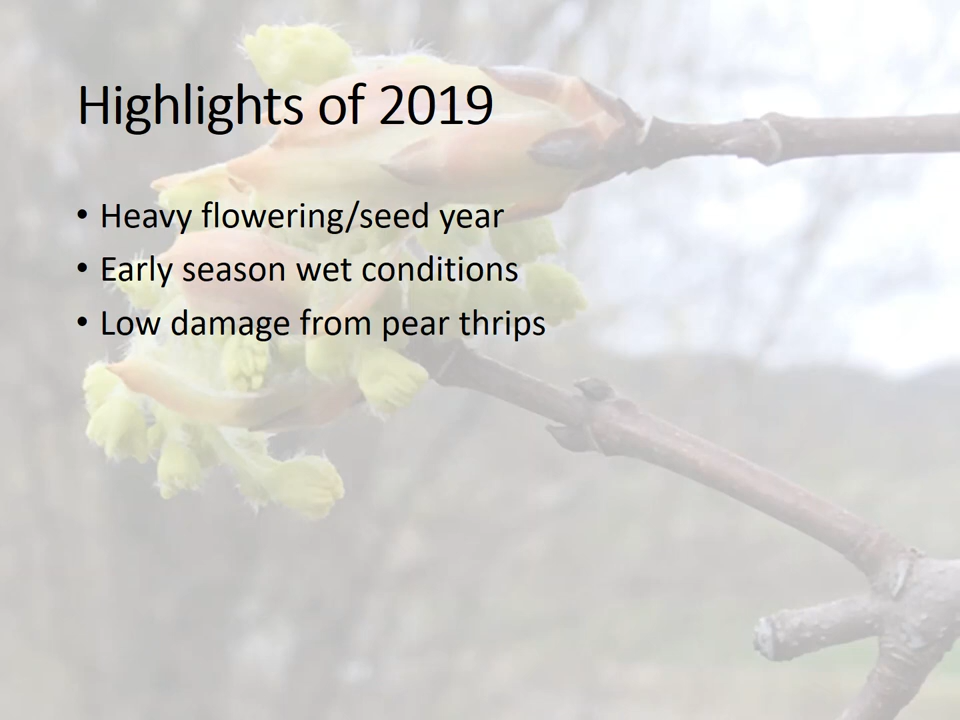 Highlights of 2019
• Heavy flowering/seed year
• Early season wet conditions
• Low damage from pear thrips